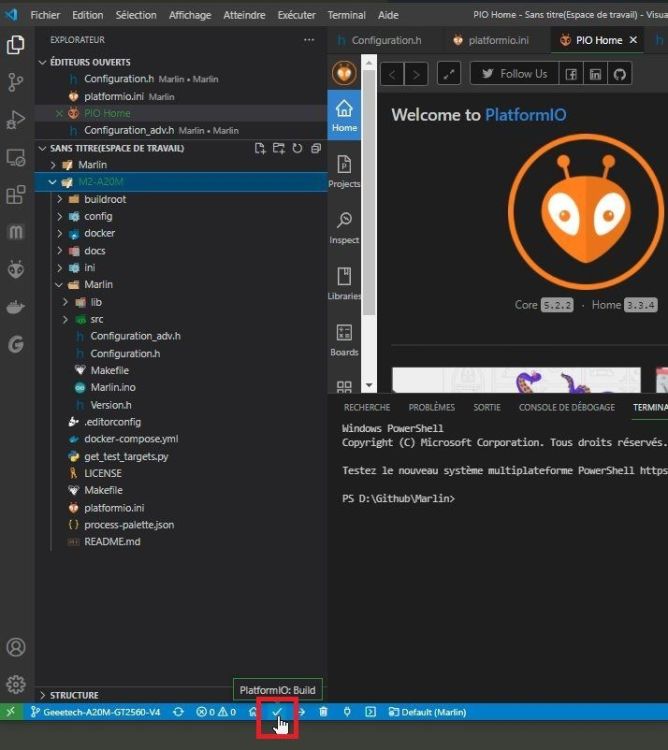 Fichier Edition Sélection Affichage Atteindre Exécuter Terminal Aide PIO Home - Sans titre(Espace de travail) - Visua
EXPLORATEUR
ÉDITEURS OUVERTS
Configuration.h Marlin • Marlin
platformio.ini Marlin
PIO Home
Configuration_adv.h Marlin • Marlin
SANS TITRE(ESPACE DE TRAVAIL)
Marlin
M2-A20M
buildroot
config
docker
docs
ini
Marlin
lib
src
Configuration_adv.h
Configuration.h
Makefile
Marlin.ino
Version.h
.editorconfig
docker-compose.yml
get_test_targets.py
LICENSE
Makefile
platformio.ini
process-palette.json
README.md
STRUCTURE
Configuration.h platformio.ini PIO Home
Follow Us
Home
Projects
Inspect
Libraries
Boards
Welcome to PlatformIO
Core 5.2.2 · Home 3.3.4
RECHERCHE PROBLÈMES SORTIE CONSOLE DE DÉBOGAGE TERMINA
Windows PowerShell
Copyright (C) Microsoft Corporation. Tous droits réservés.
Testez le nouveau système multiplateforme PowerShell https
PS D:\Github\Marlin>
PlatformIO: Build
Geeetech-A20M-GT2560-V4 0 0 Default (Marlin)